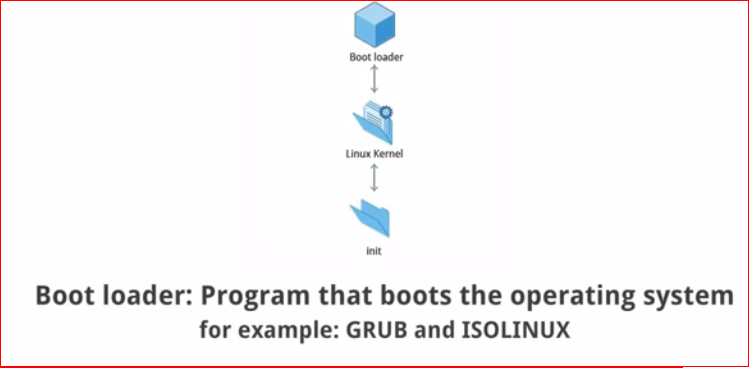 Boot loader
Linux Kernel
init
Boot loader: Program that boots the operating system
for example: GRUB and ISOLINUX